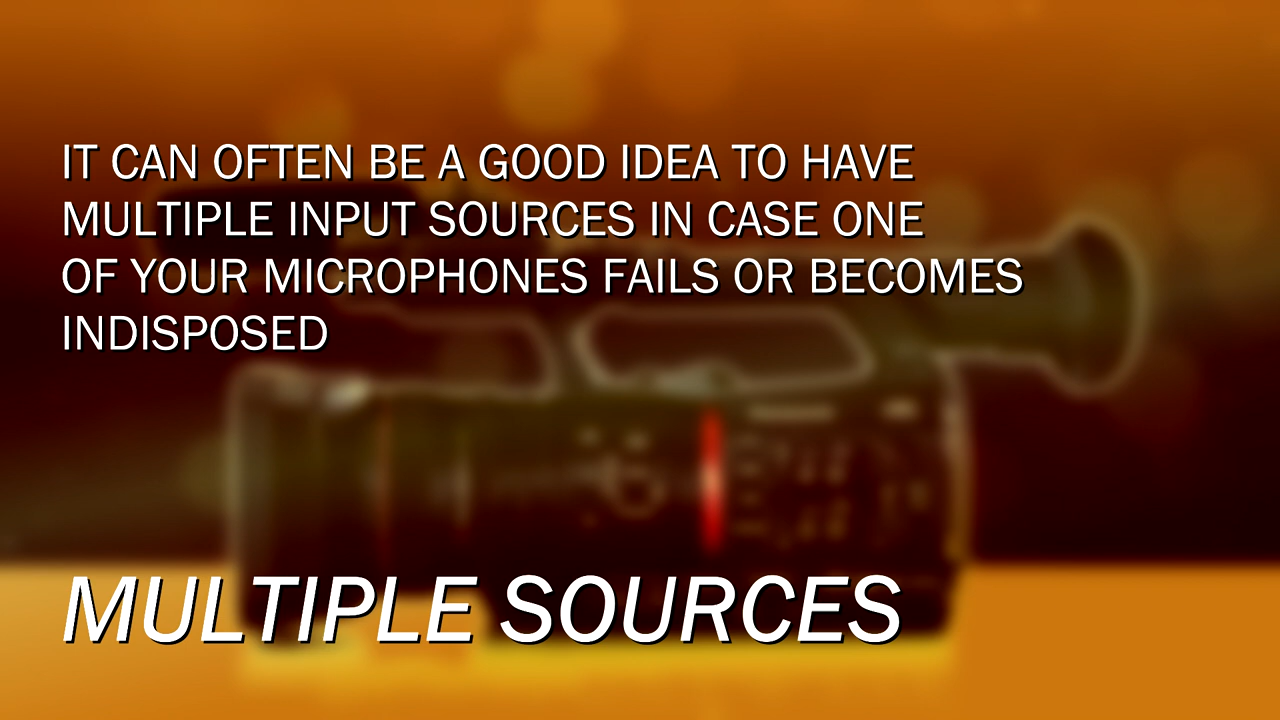 IT CAN OFTEN BE A GOOD IDEA TO HAVE
MULTIPLE INPUT SOURCES IN CASE ONE
OF YOUR MICROPHONES FAILS OR BECOMES
INDISPOSED
MULTIPLE SOURCES